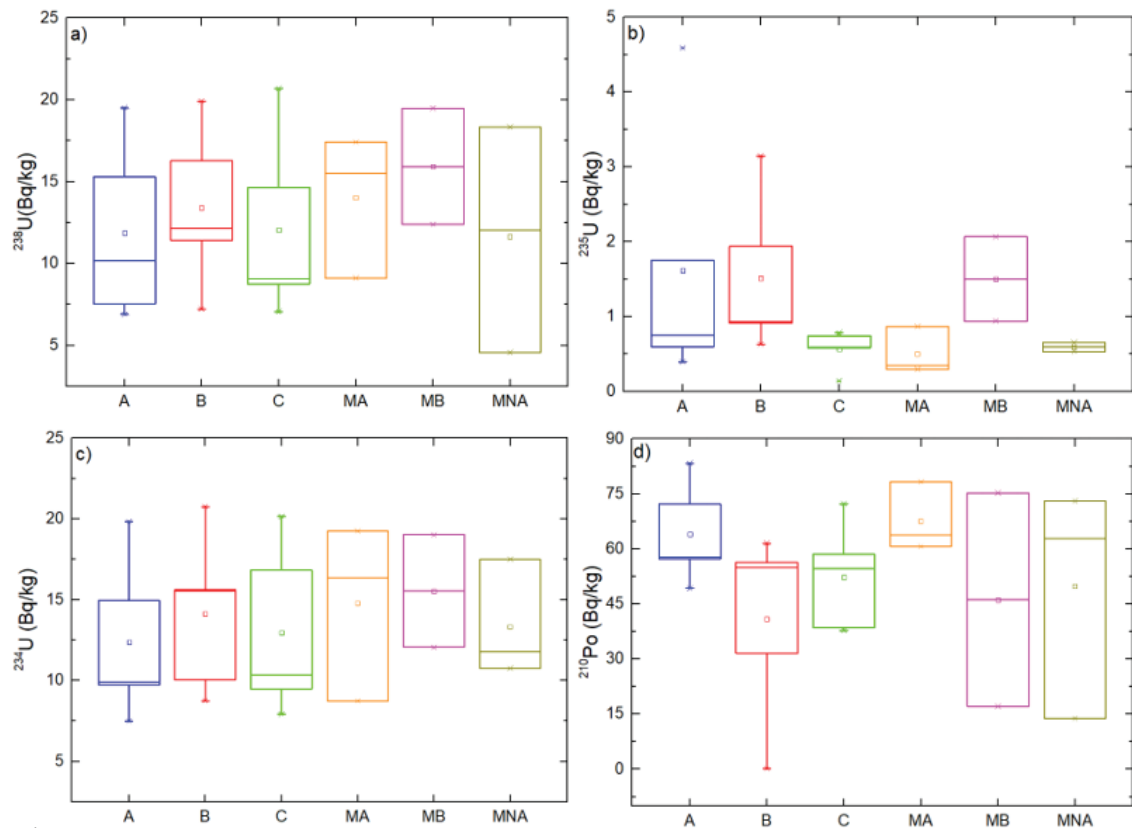 a)
25
20
15
10
5
²³⁸U(Bq/kg)
A B C MA MB MNA
b)
5
4
3
2
1
0
²³⁵U (Bq/kg)
A B C MA MB MNA
c)
25
20
15
10
5
²³⁴U (Bq/kg)
A B C MA MB MNA
d)
90
75
60
45
30
15
0
²¹⁰Po (Bq/kg)
A B C MA MB MNA